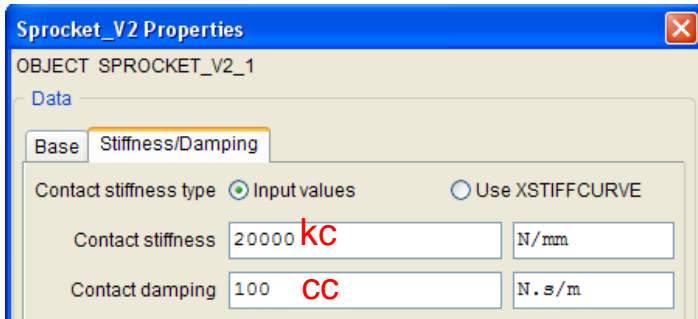 Sprocket_V2 Properties
OBJECT SPROCKET_V2_1
Data
Base Stiffness/Damping
Contact stiffness type Input values Use XSTIFFCURVE
Contact stiffness 20000 kc N/mm
Contact damping 100 cc N.s/m